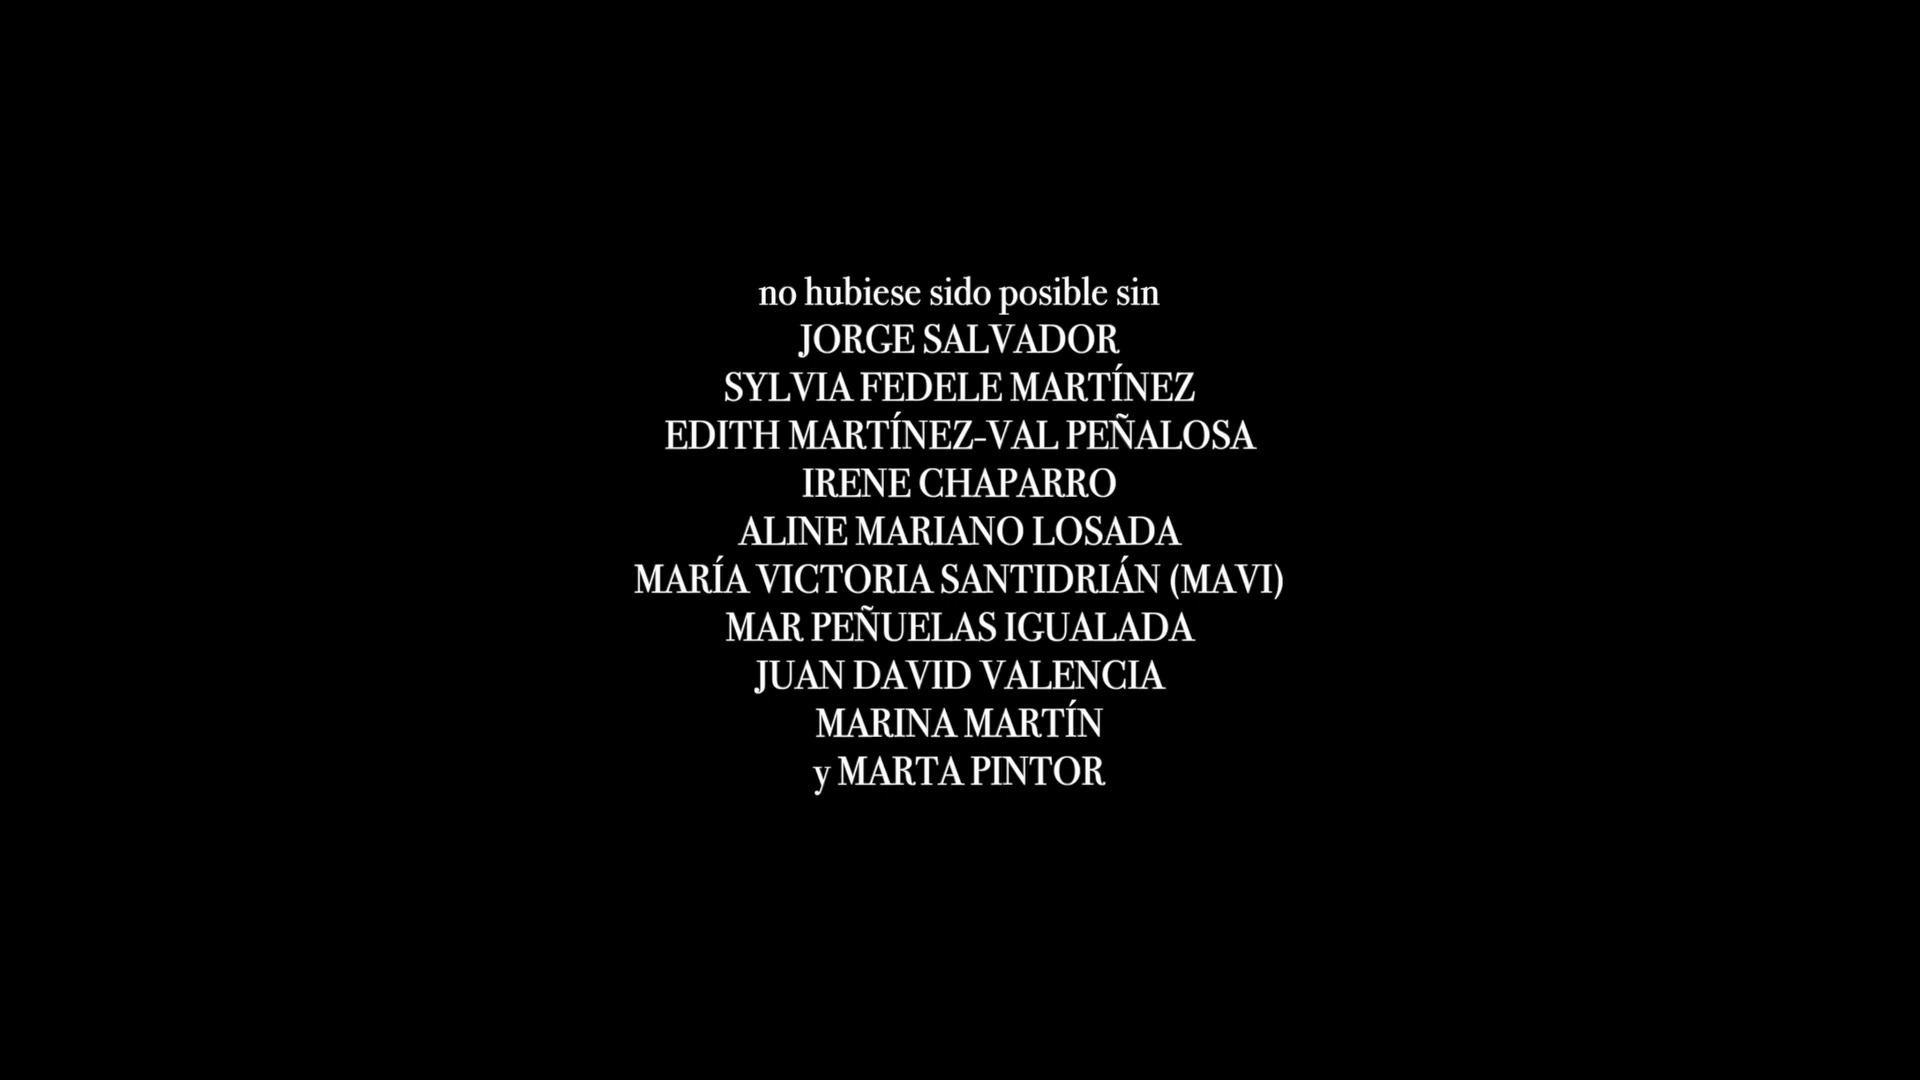 no hubiese sido posible sin
JORGE SALVADOR
SYLVIA FEDELE MARTÍNEZ
EDITH MARTÍNEZ-VAL PEÑALOSA
IRENE CHAPARRO
ALINE MARIANO LOSADA
MARÍA VICTORIA SANTIDRIÁN (MAVI)
MAR PEÑUELAS IGUALADA
JUAN DAVID VALENCIA
MARINA MARTÍN
y MARTA PINTOR